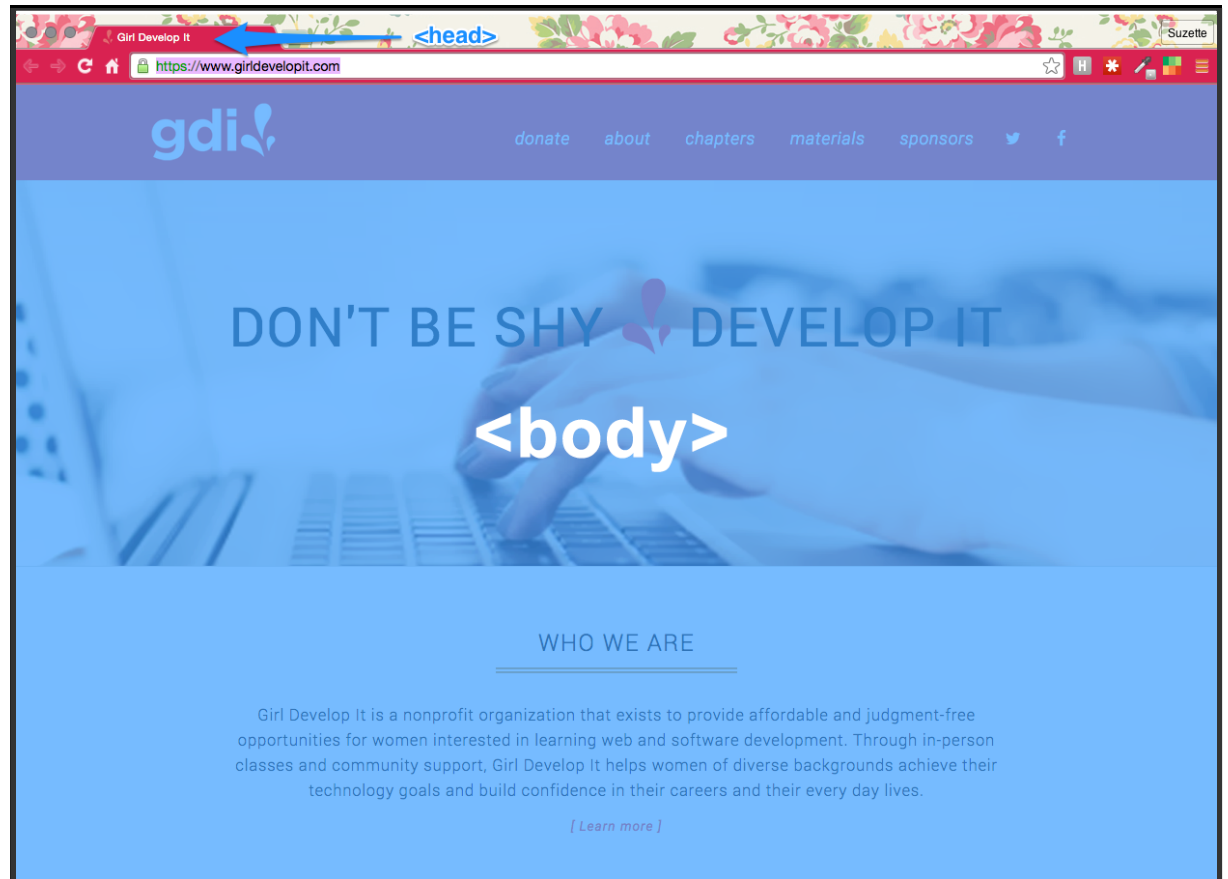 Girl Develop It
<head>
Suzette
https://www.girldevelopit.com
H
gdi
donate about chapters materials sponsors
DON'T BE SHY DEVELOP IT
<body>
WHO WE ARE
Girl Develop It is a nonprofit organization that exists to provide affordable and judgment-free
opportunities for women interested in learning web and software development. Through in-person
classes and community support, Girl Develop It helps women of diverse backgrounds achieve their
technology goals and build confidence in their careers and their every day lives.
[ Learn more ]